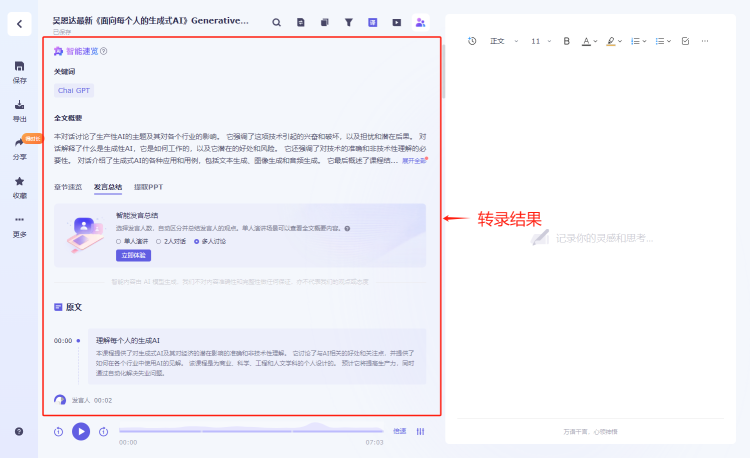 吴恩达最新《面向每个人的生成式AI》Generative...
已保存
保存
导出
分享
收藏
更多
智能速览
关键词
Chai GPT
全文概要
本对话讨论了生产性AI的主题及其对各个行业的影响。 它强调了这项技术引起的兴奋和破坏，以及担忧和潜在后果。 对
话解释了什么是生成性AI，它是如何工作的，以及它潜在的好处和风险。 它还强调了对技术的准确和非技术性理解的必
要性。 对话介绍了生成式AI的各种应用和用例，包括文本生成、图像生成和音频生成。 它最后概述了课程结... 展开全部
章节速览 发言总结 提取PPT
智能发言总结
选择发言人数，自动区分并总结发言人的观点。单人演讲场景可以查看全文概要内容。
单人演讲 2人对话 多人讨论
立即体验
智能内容由 AI 模型生成，我们不对内容准确性和完整性做任何保证，亦不代表我们的观点或态度
原文
00:00 理解每个人的生成AI
本课程提供了对生成式AI及其对经济的潜在影响的准确和非技术性理解。 它讨论了与AI相关的好处和关注点，并提供了
如何在各个行业中使用AI的见解。 该课程是为商业、科学、工程和人文学科的个人设计的。 预计它将提高生产力，同时
通过自动化解决失业问题。
发言人 00:02
00:00
07:03
倍速
转录结果
正文 11 B A
记录你的灵感和思考...